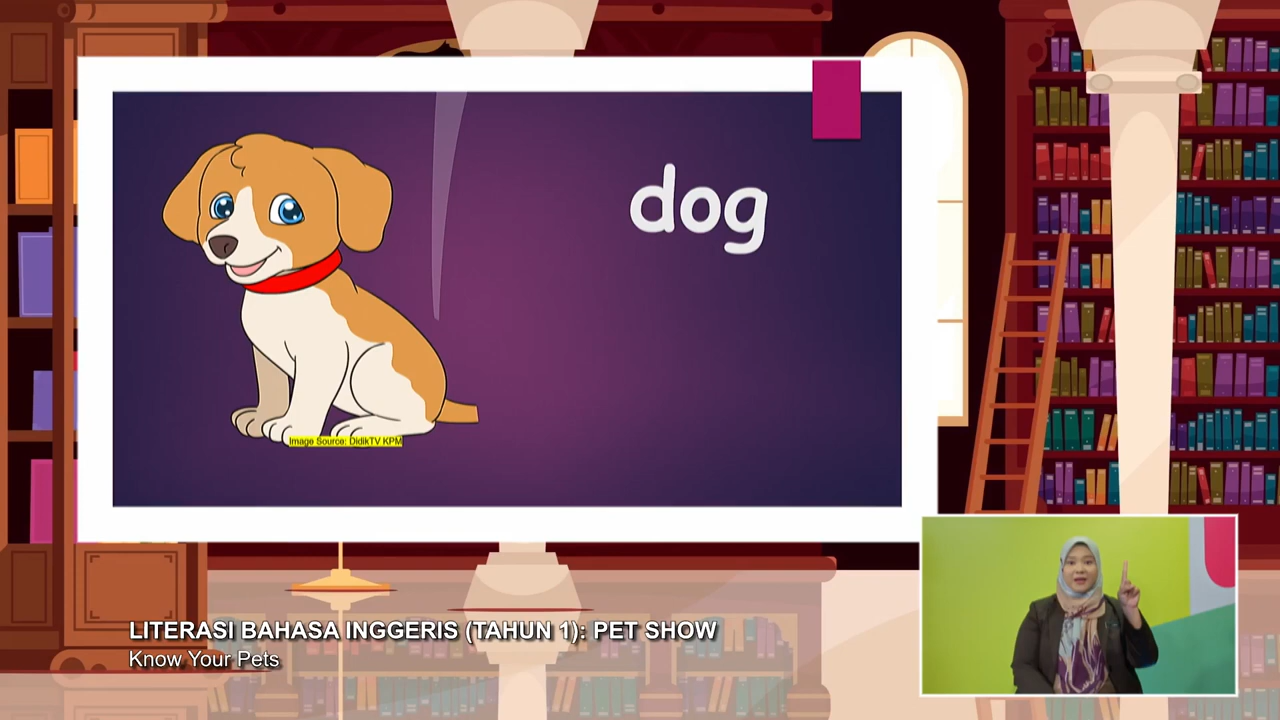 dog
Image Source: DidikTV KPM
LITERASI BAHASA INGGERIS (TAHUN 1): PET SHOW
Know Your Pets